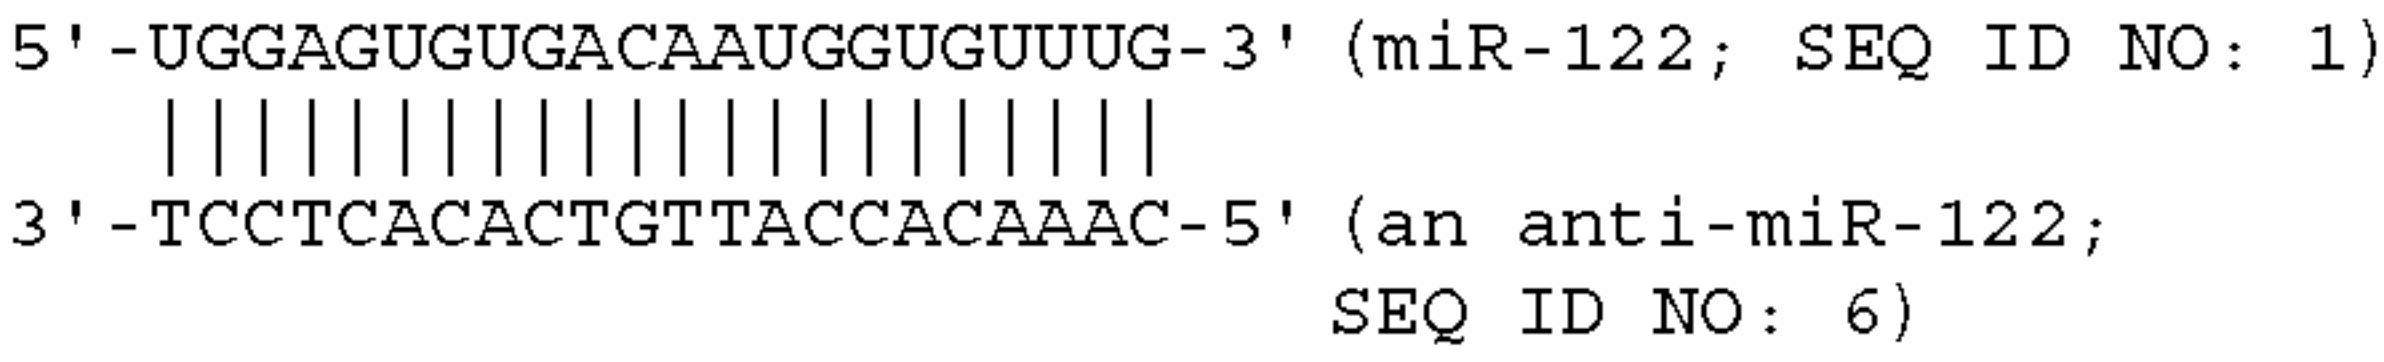 5'-UGGAGUGUGACAAUGGUGUUUG-3' (miR-122; SEQ ID NO: 1)
||||||||||||||||||||||
3'-TCCTCACACTGTTACCACAAAC-5' (an anti-miR-122;
SEQ ID NO: 6)